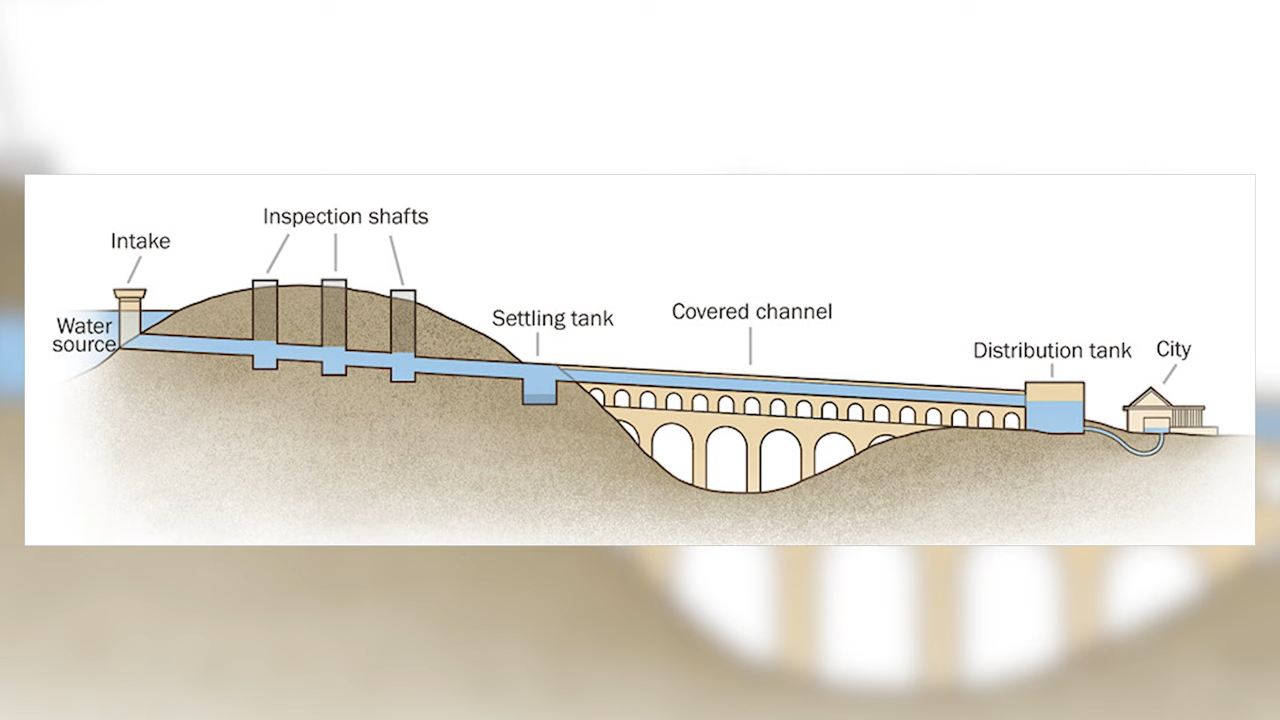 Inspection shafts
Intake
Water
source
Settling tank
Covered channel
Distribution tank
City